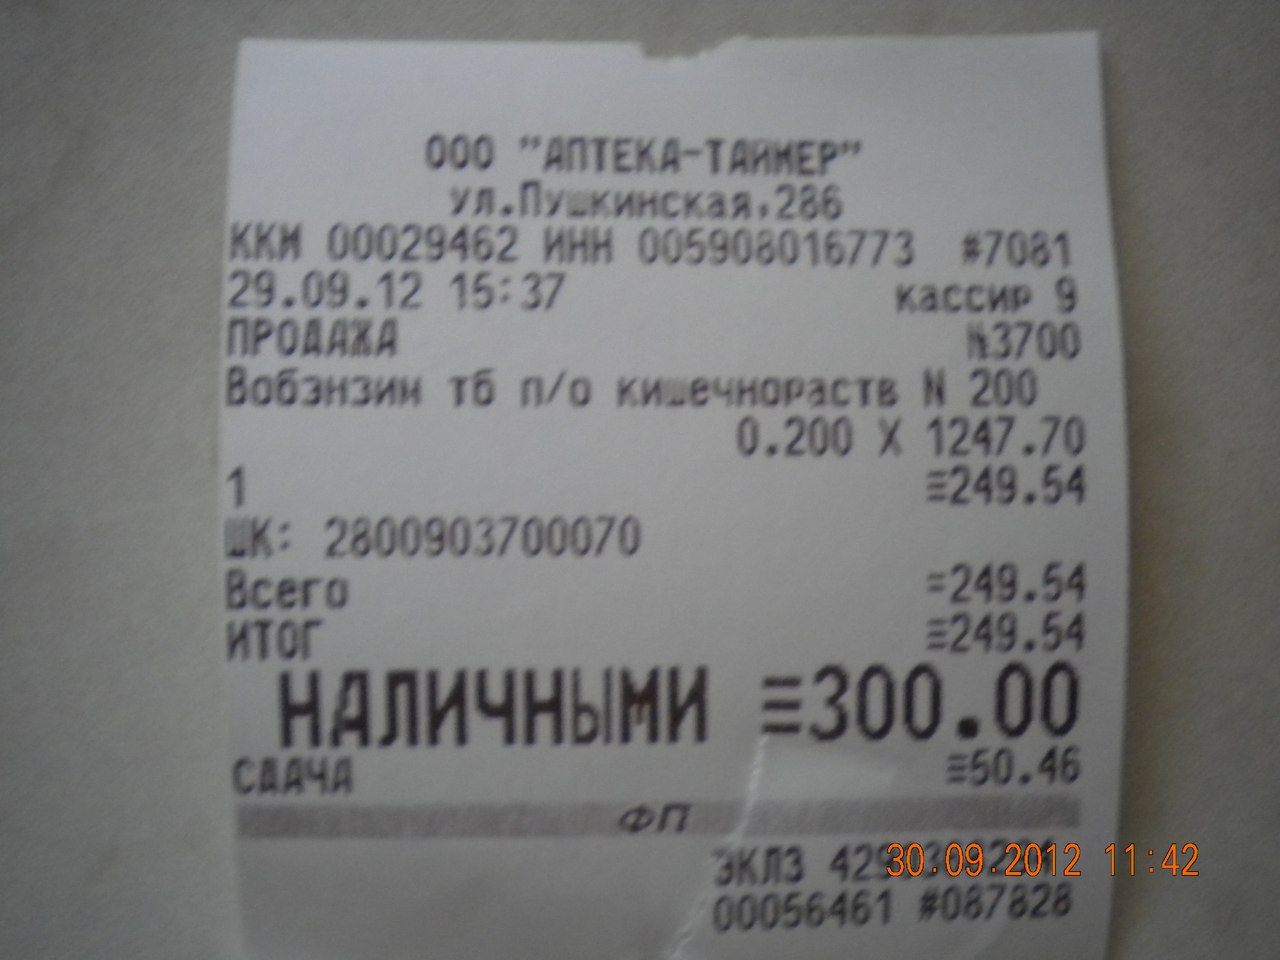 ООО "АПТЕКА-ТАЙМЕР"
ул.Пушкинская,286
ККМ 00029462 ИНН 005908016773 #7081
29.09.12 15:37 кассир 9
ПРОДАЖА №3700
Вобэнзин тб п/о кишечнораств N 200
0.200 X 1247.70
1 ≡249.54
ШК: 2800903700070
Всего =249.54
ИТОГ ≡249.54
НАЛИЧНЫМИ ≡300.00
СДАЧА ≡50.46
ФП
ЭКЛЗ
30.09.2012 11:42
00056461 #087828